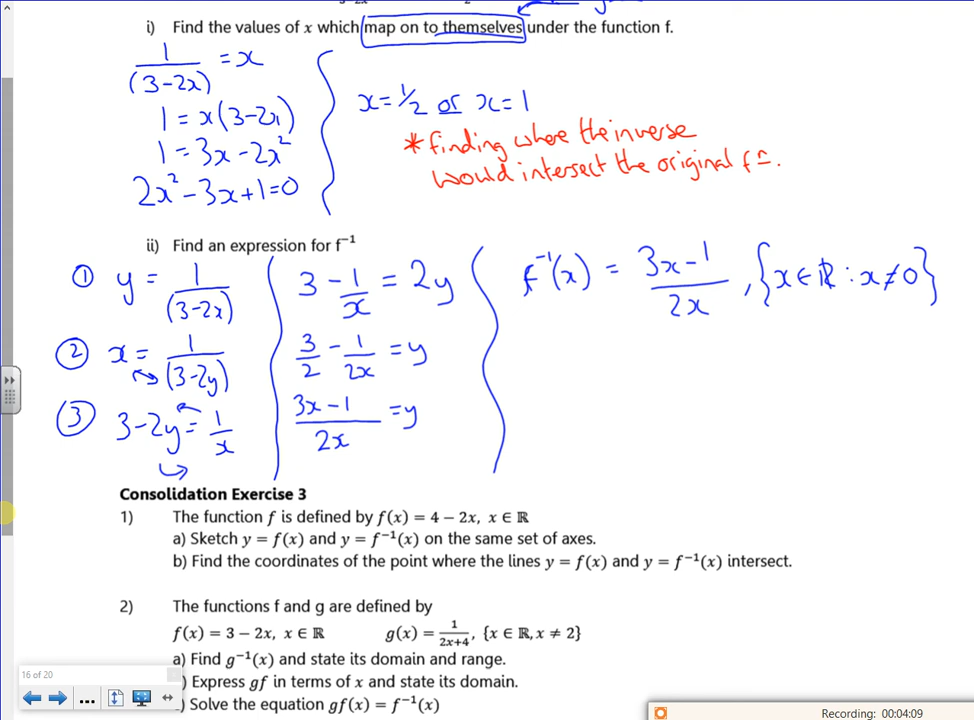 i) Find the values of x which map on to themselves under the function f.
1/(3-2x) = x
1 = x(3-2x)
1 = 3x - 2x²
2x² - 3x + 1 = 0
x = 1/2 or x = 1
* finding where the inverse
would intersect the original fⁿ.
ii) Find an expression for f⁻¹
① y = 1/(3-2x)
② x = 1/(3-2y)
③ 3-2y = 1/x
3 - 1/x = 2y
3/2 - 1/2x = y
3x-1/2x = y
f⁻¹(x) = 3x-1/2x , {x ∈ ℝ : x ≠ 0}
Consolidation Exercise 3
1) The function f is defined by f(x) = 4 − 2x, x ∈ ℝ
a) Sketch y = f(x) and y = f⁻¹(x) on the same set of axes.
b) Find the coordinates of the point where the lines y = f(x) and y = f⁻¹(x) intersect.
2) The functions f and g are defined by
f(x) = 3 − 2x, x ∈ ℝ g(x) = 1/2x+4, {x ∈ ℝ, x ≠ 2}
a) Find g⁻¹(x) and state its domain and range.
) Express gf in terms of x and state its domain.
) Solve the equation gf(x) = f⁻¹(x)
16 of 20
Recording: 00:04:09